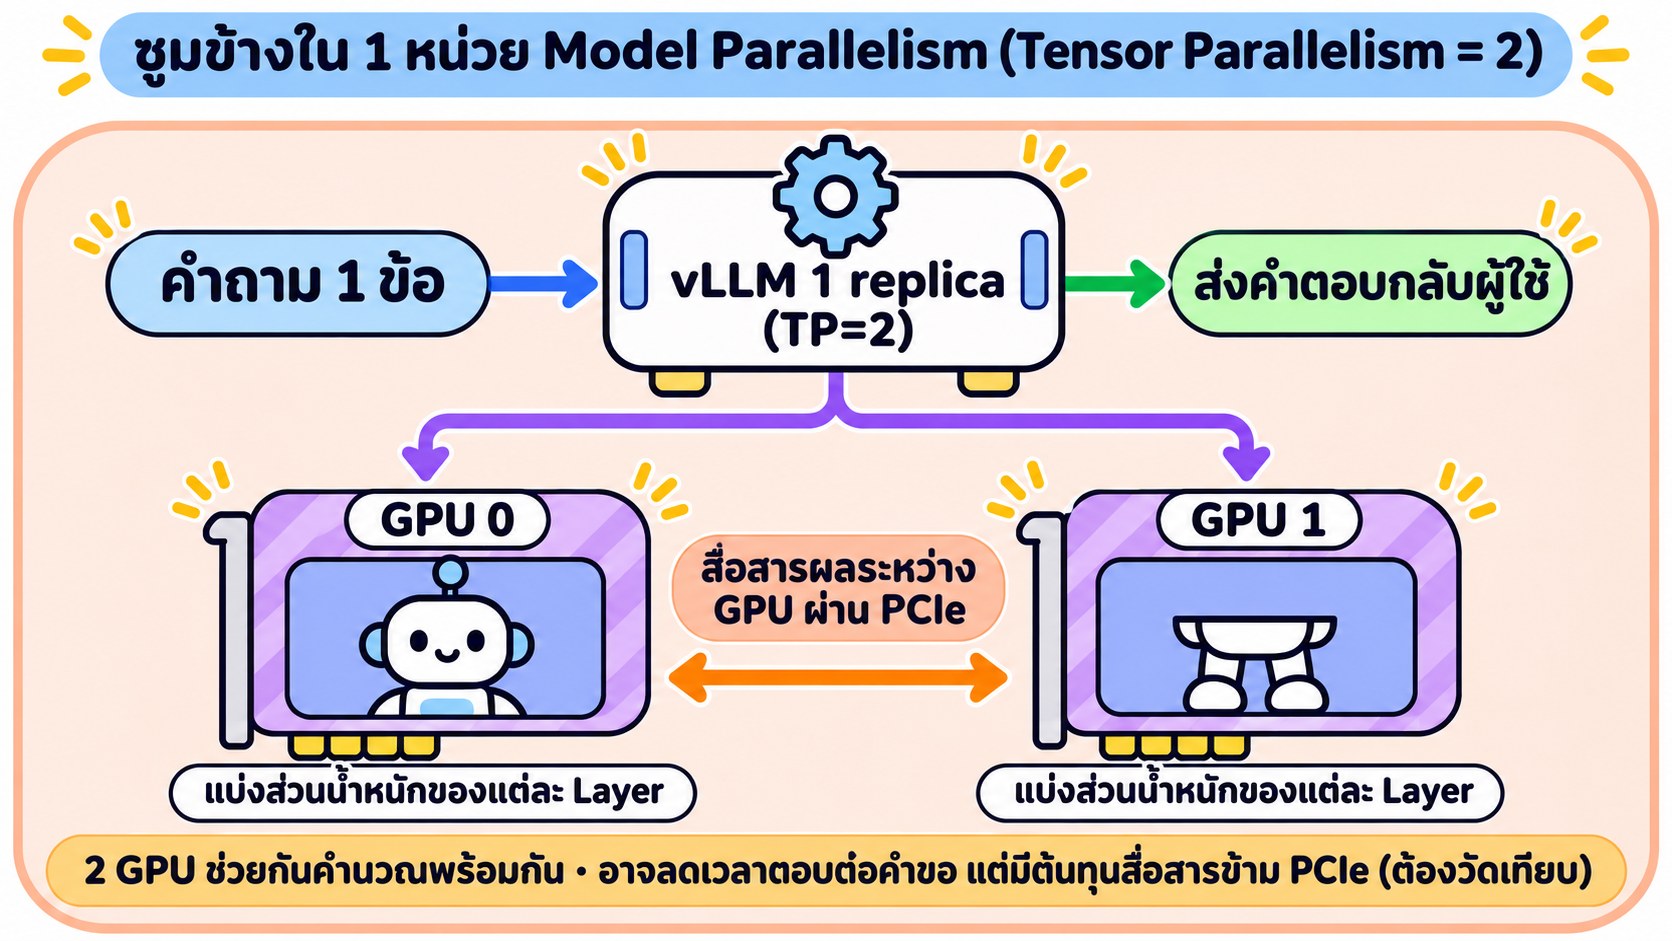 ซูมข้างใน 1 หน่วย Model Parallelism (Tensor Parallelism = 2)
คำถาม 1 ข้อ
vLLM 1 replica
(TP=2)
ส่งคำตอบกลับผู้ใช้
GPU 0
GPU 1
สื่อสารผลระหว่าง
GPU ผ่าน PCIe
แบ่งส่วนน้ำหนักของแต่ละ Layer
แบ่งส่วนน้ำหนักของแต่ละ Layer
2 GPU ช่วยกันคำนวณพร้อมกัน • อาจลดเวลาตอบต่อคำขอ แต่มีต้นทุนสื่อสารข้าม PCIe (ต้องวัดเทียบ)